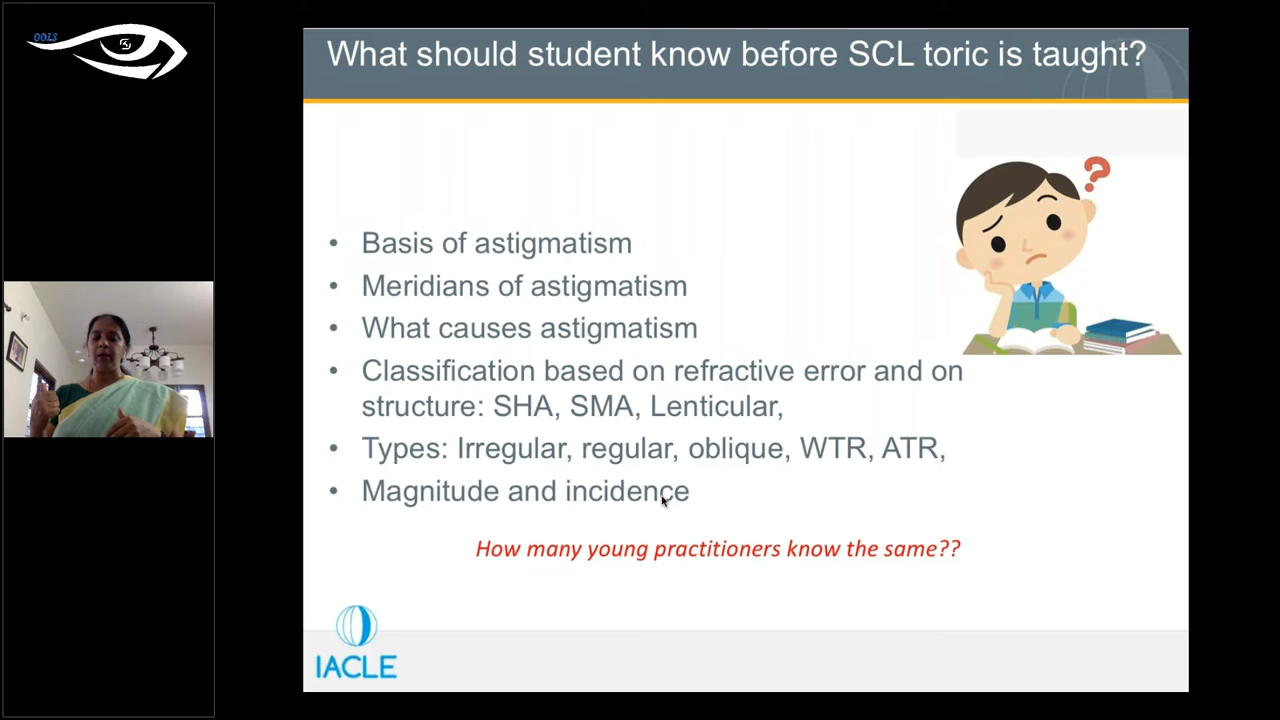 OOLS
What should student know before SCL toric is taught?
?
• Basis of astigmatism
• Meridians of astigmatism
• What causes astigmatism
• Classification based on refractive error and on
structure: SHA, SMA, Lenticular,
• Types: Irregular, regular, oblique, WTR, ATR,
• Magnitude and incidence
How many young practitioners know the same??
IACLE